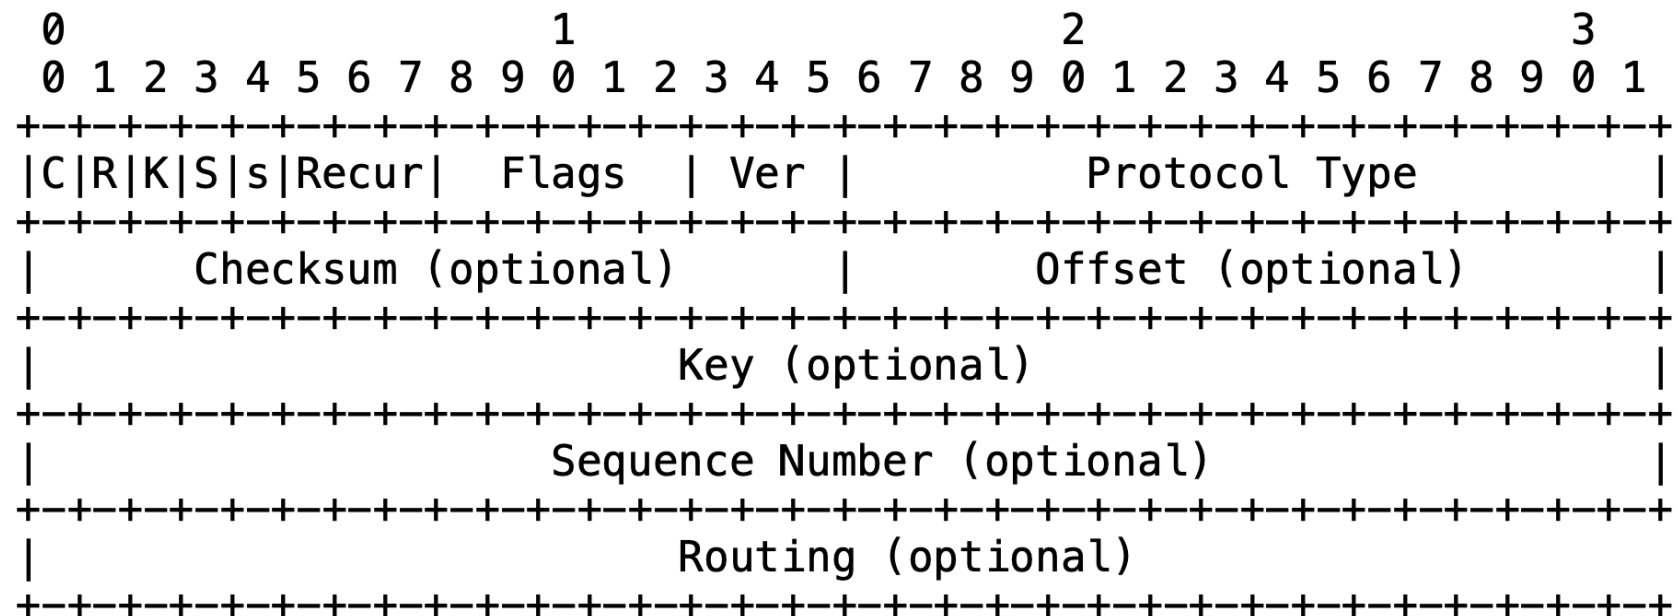 0                   1                   2                   3
 0 1 2 3 4 5 6 7 8 9 0 1 2 3 4 5 6 7 8 9 0 1 2 3 4 5 6 7 8 9 0 1
+-+-+-+-+-+-+-+-+-+-+-+-+-+-+-+-+-+-+-+-+-+-+-+-+-+-+-+-+-+-+-+-+
|C|R|K|S|s|Recur|  Flags  | Ver |         Protocol Type         |
+-+-+-+-+-+-+-+-+-+-+-+-+-+-+-+-+-+-+-+-+-+-+-+-+-+-+-+-+-+-+-+-+
|      Checksum (optional)      |       Offset (optional)       |
+-+-+-+-+-+-+-+-+-+-+-+-+-+-+-+-+-+-+-+-+-+-+-+-+-+-+-+-+-+-+-+-+
|                         Key (optional)                        |
+-+-+-+-+-+-+-+-+-+-+-+-+-+-+-+-+-+-+-+-+-+-+-+-+-+-+-+-+-+-+-+-+
|                    Sequence Number (optional)                 |
+-+-+-+-+-+-+-+-+-+-+-+-+-+-+-+-+-+-+-+-+-+-+-+-+-+-+-+-+-+-+-+-+
|                         Routing (optional)
+-+-+-+-+-+-+-+-+-+-+-+-+-+-+-+-+-+-+-+-+-+-+-+-+-+-+-+-+-+-+-+-+